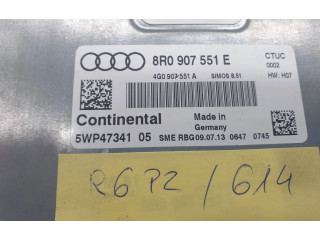 8R0 907 551 E
CTUC
0002
4G0 907 551 A
SIMOS 8.51
HW: H07
Continental
Made in
Germany
5WP47341 05
SME RBG09.07.13 0647 0745
R6P2 / 614